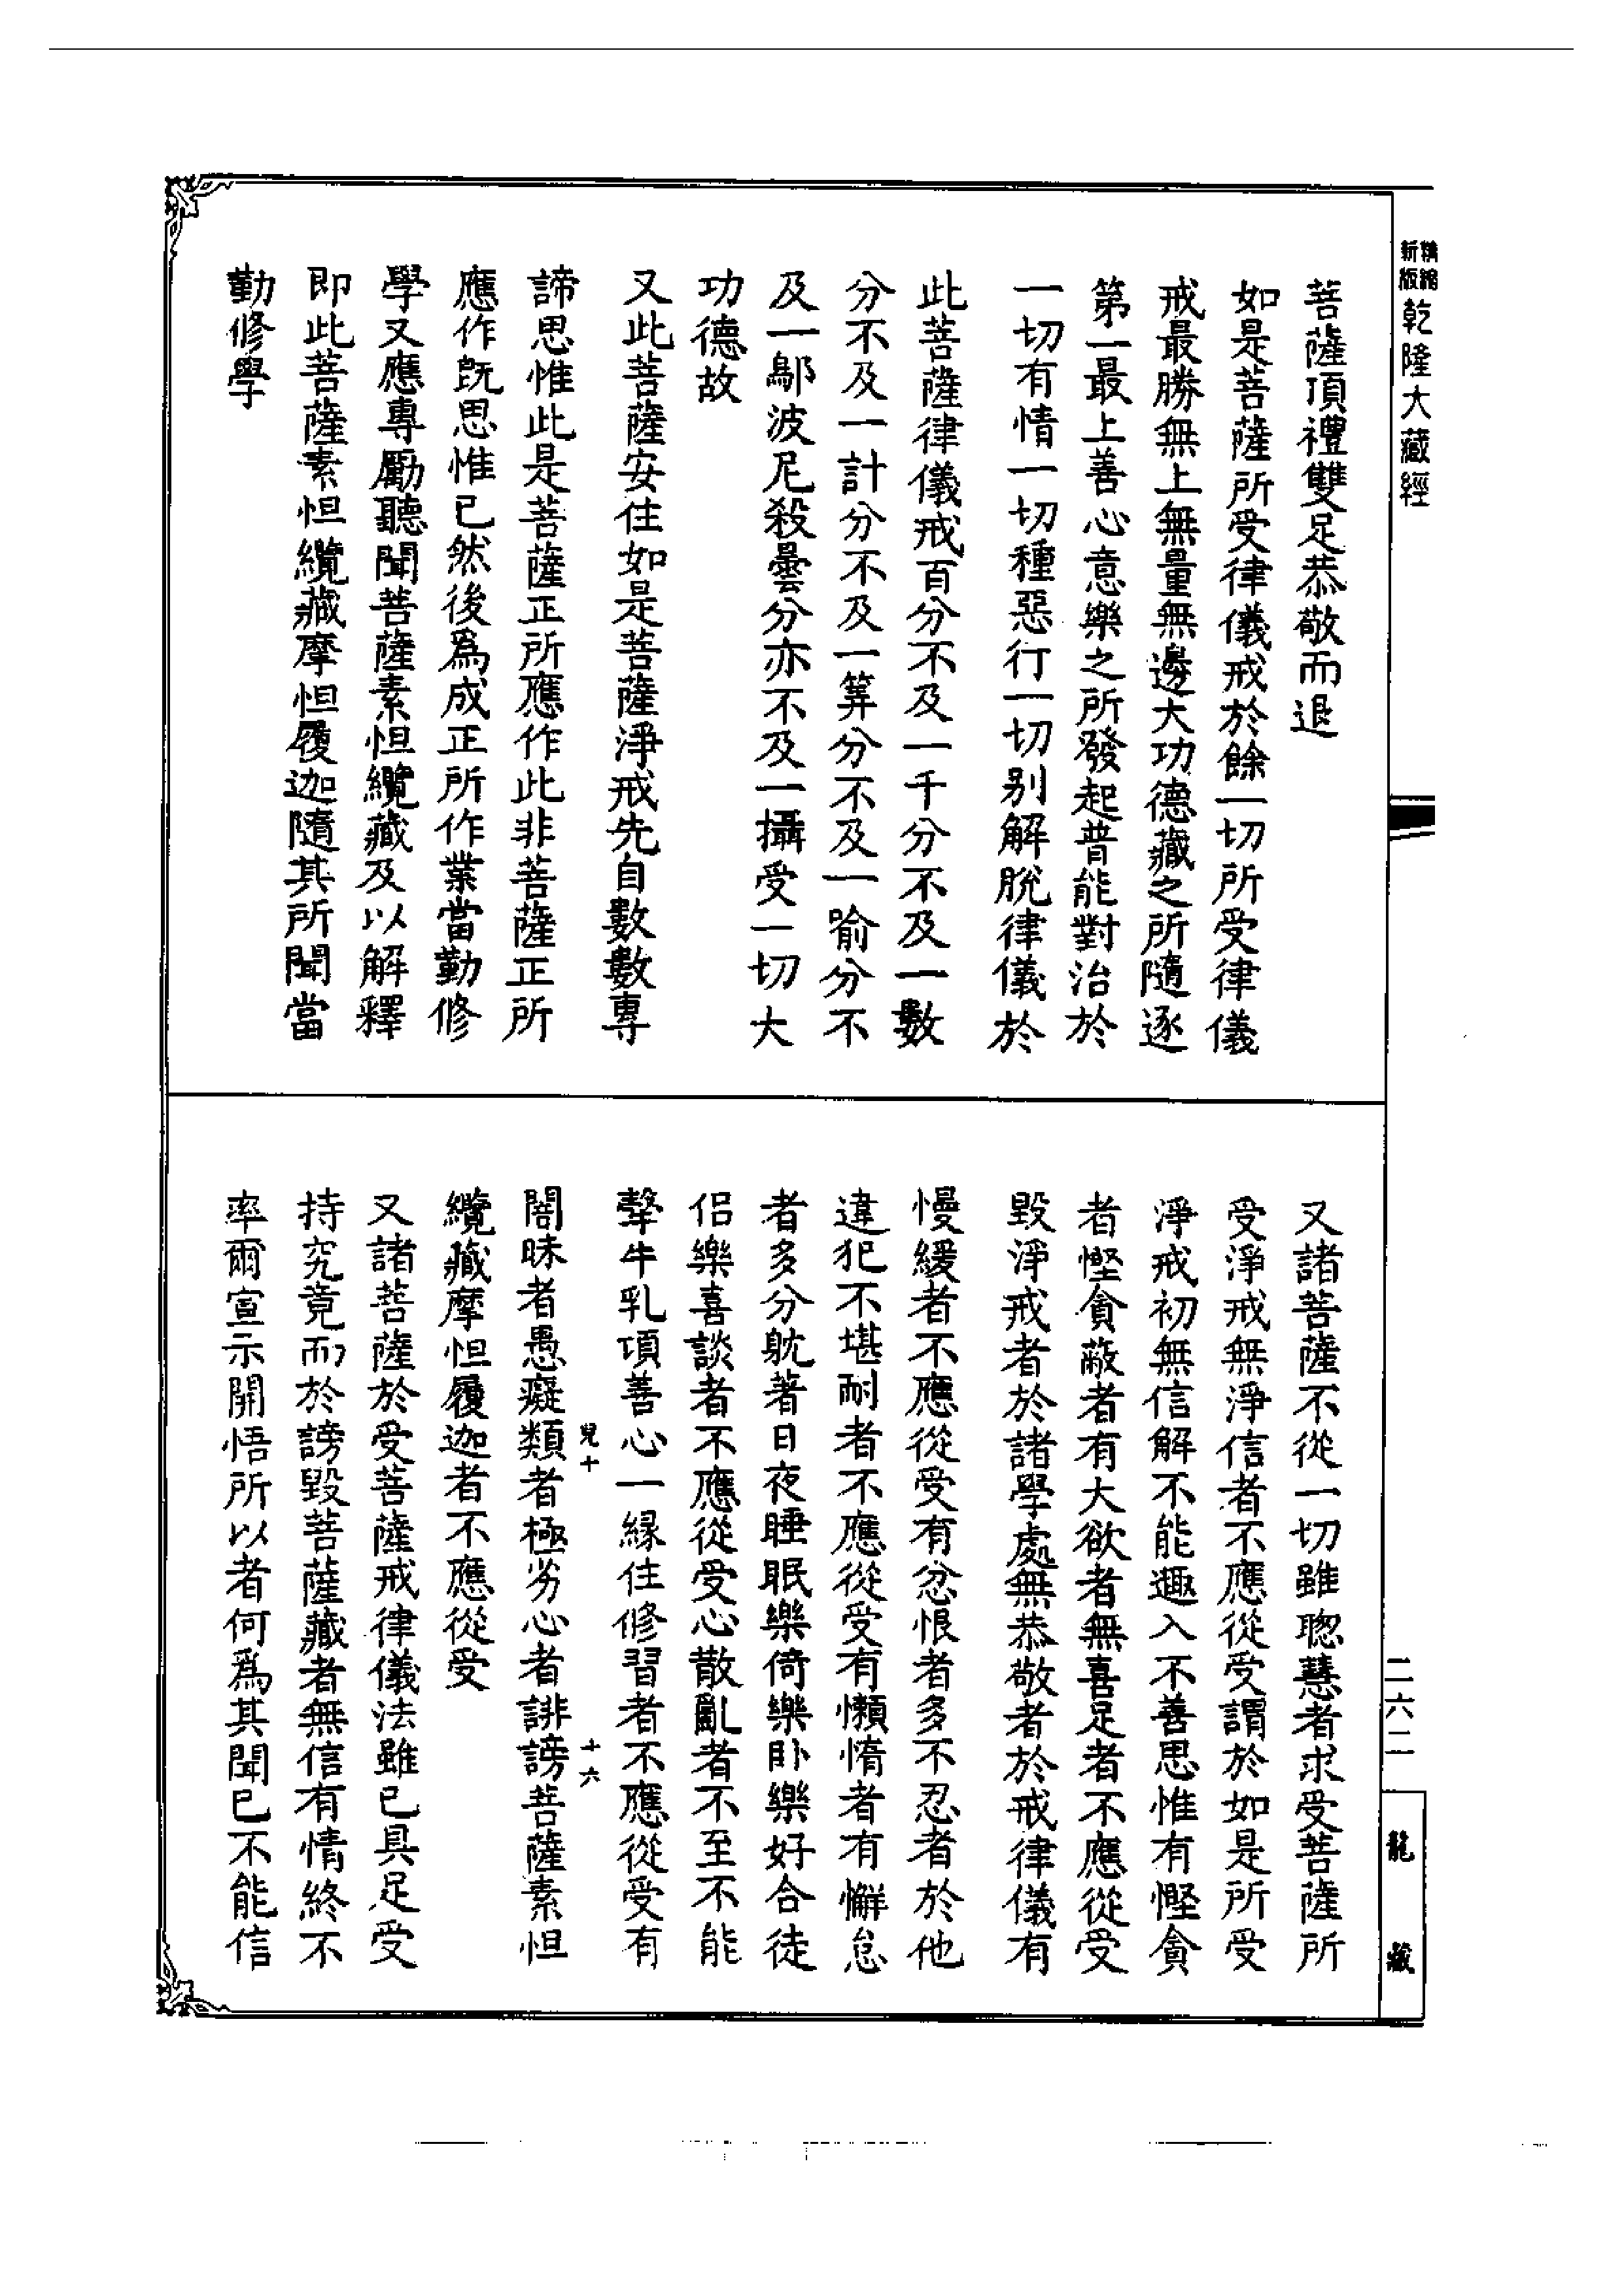 精縮新版乾隆大藏經
菩薩頂禮雙足恭敬而退
如是菩薩所受律儀戒於餘一切所受律儀
戒最勝無上無量無邊大功德藏之所隨逐
第一最上善心意樂之所發起普能對治於
一切有情一切種惡行一切別解脫律儀於
此菩薩律儀戒百分不及一千分不及一數
分不及一計分不及一筭分不及一喻分不
及一鄔波尼殺曇分亦不及一攝受一切大
功德故
又此菩薩安住如是菩薩淨戒先自數數專
諦思惟此是菩薩正所應作此非菩薩正所
應作旣思惟已然後爲成正所作業當勤修
學又應專勵聽聞菩薩素怛纜藏及以解釋
即此菩薩素怛纜藏摩怛履迦隨其所聞當
勤修學
又諸菩薩不從一切雖聰慧者求受菩薩所
受淨戒無淨信者不應從受謂於如是所受
淨戒初無信解不能趣入不善思惟有慳貪
者慳貪蔽者有大欲者無喜足者不應從受
毀淨戒者於諸學處無恭敬者於戒律儀有
慢緩者不應從受有忿恨者多不忍者於他
違犯不堪耐者不應從受有懶惰者有懈怠
者多分躭著日夜睡眠樂倚樂卧樂好合徒
侶樂喜談者不應從受心散亂者不至不能
㲉牛乳頃善心一緣住修習者不應從受有
闇昧者愚癡類者極劣心者誹謗菩薩素怛
兒十
十六
纜藏摩怛履迦者不應從受
又諸菩薩於受菩薩戒律儀法雖已具足受
持究竟而於謗毀菩薩藏者無信有情終不
率爾宣示開悟所以者何爲其聞已不能信
二六二
龍藏